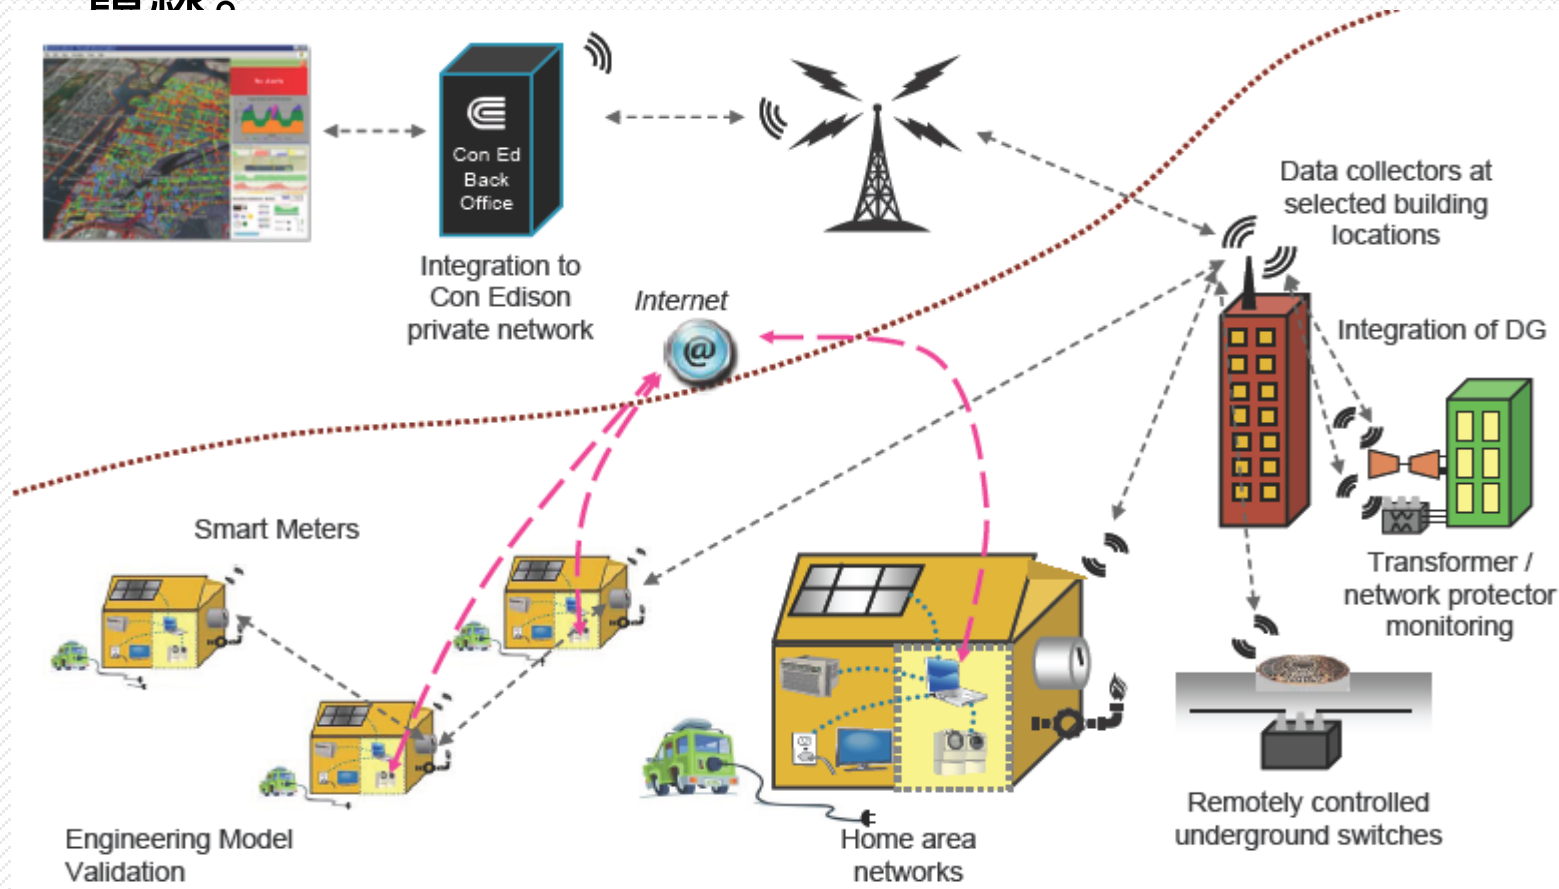 Con Ed
Back
Office
Integration to
Con Edison
private network
Internet
@
Data collectors at
selected building
locations
Integration of DG
Smart Meters
Transformer /
network protector
monitoring
Remotely controlled
underground switches
Home area
networks
Engineering Model
Validation